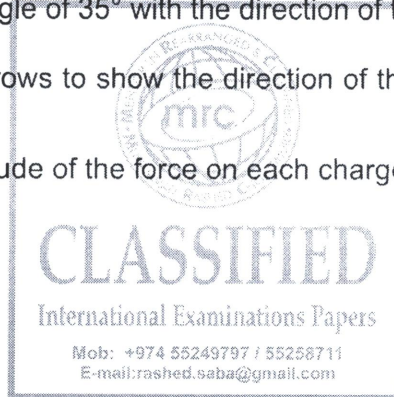 gle of 35° with the direction of t
rows to show the direction of th
mrc
ude of the force on each charge
CLASSIFIED
International Examinations Papers
Mob: +974 55249797 / 55258711
E-mail:rashed.saba@gmail.com